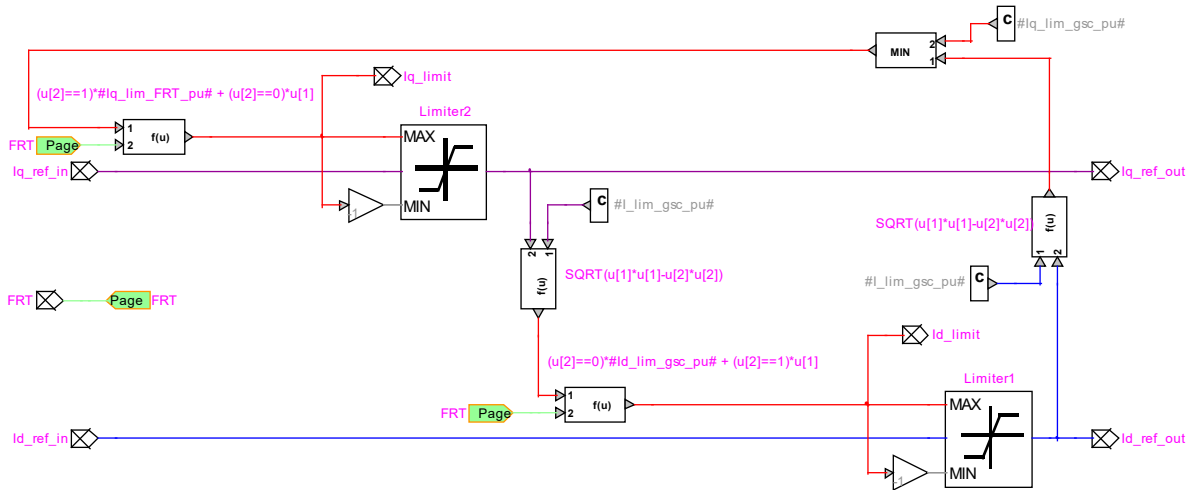 C
#Iq_lim_gsc_pu#
MIN
2
1
Iq_limit
(u[2]==1)*#Iq_lim_FRT_pu# + (u[2]==0)*u[1]
Limiter2
1
2
f(u)
MAX
FRT
Page
Iq_ref_in
Iq_ref_out
-1
MIN
C
#I_lim_gsc_pu#
SQRT(u[1]*u[1]-u[2]*u[2])
f(u)
1
2
2
1
f(u)
SQRT(u[1]*u[1]-u[2]*u[2])
#I_lim_gsc_pu#
C
FRT
Page
FRT
Id_limit
(u[2]==0)*#Id_lim_gsc_pu# + (u[2]==1)*u[1]
Limiter1
1
2
f(u)
FRT
Page
MAX
Id_ref_in
Id_ref_out
-1
MIN